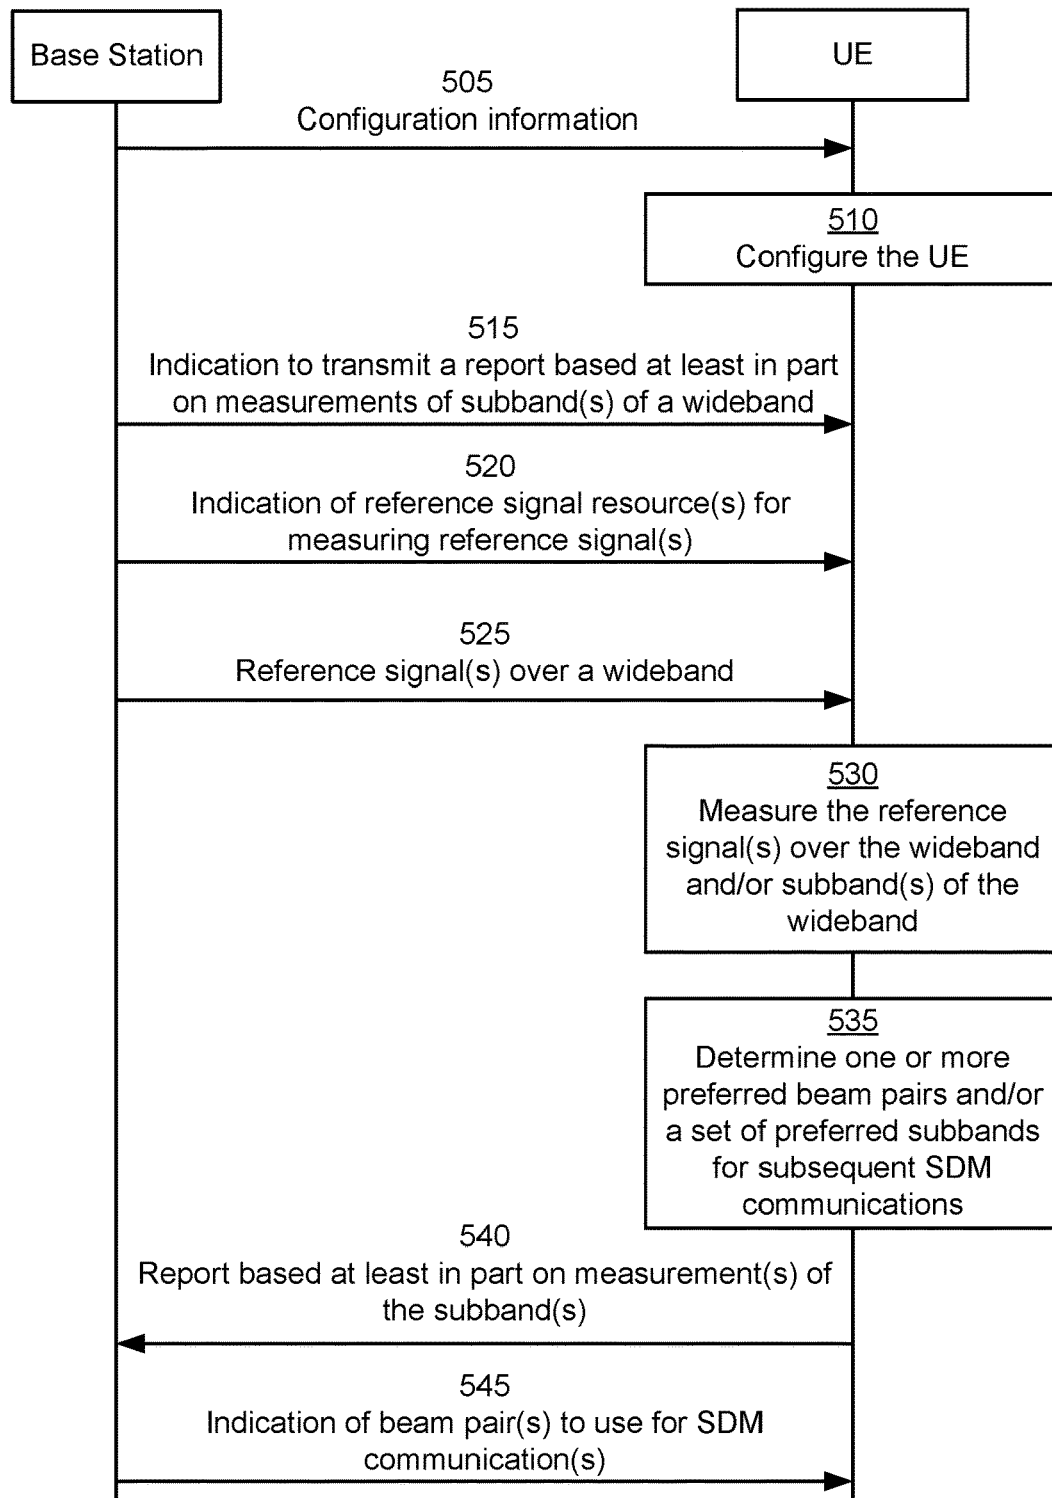 Base Station
UE
505
Configuration information
510
Configure the UE
515
Indication to transmit a report based at least in part
on measurements of subband(s) of a wideband
520
Indication of reference signal resource(s) for
measuring reference signal(s)
525
Reference signal(s) over a wideband
530
Measure the reference
signal(s) over the wideband
and/or subband(s) of the
wideband
535
Determine one or more
preferred beam pairs and/or
a set of preferred subbands
for subsequent SDM
communications
540
Report based at least in part on measurement(s) of
the subband(s)
545
Indication of beam pair(s) to use for SDM
communication(s)